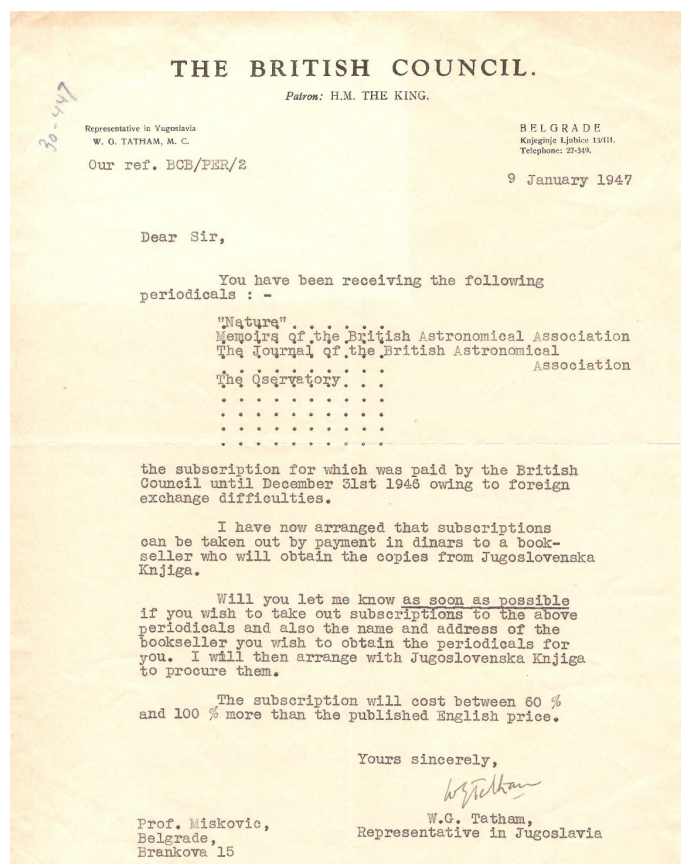 THE BRITISH COUNCIL.
Patron: H.M. THE KING.
30-447
Representative in Yugoslavia
W. G. TATHAM, M. C.
Our ref. BCB/PER/2
BELGRADE
Knjeginje Ljubice 13/III.
Telephone: 27-349.
9 January 1947
Dear Sir,
You have been receiving the following
periodicals : -
"Nature" . . . . . .
Memoirs of the British Astronomical Association
The Journal of the British Astronomical
Association
The Qservatory. . .
. . . . . . . . . .
. . . . . . . . . .
. . . . . . . . . .
. . . . . . . . . .
the subscription for which was paid by the British
Council until December 31st 1946 owing to foreign
exchange difficulties.
I have now arranged that subscriptions
can be taken out by payment in dinars to a book-
seller who will obtain the copies from Jugoslovenska
Knjiga.
Will you let me know as soon as possible
if you wish to take out subscriptions to the above
periodicals and also the name and address of the
bookseller you wish to obtain the periodicals for
you. I will then arrange with Jugoslovenska Knjiga
to procure them.
The subscription will cost between 60 %
and 100 % more than the published English price.
Yours sincerely,
WGTatham
W.G. Tatham,
Representative in Jugoslavia
Prof. Miskovic,
Belgrade,
Brankova 15